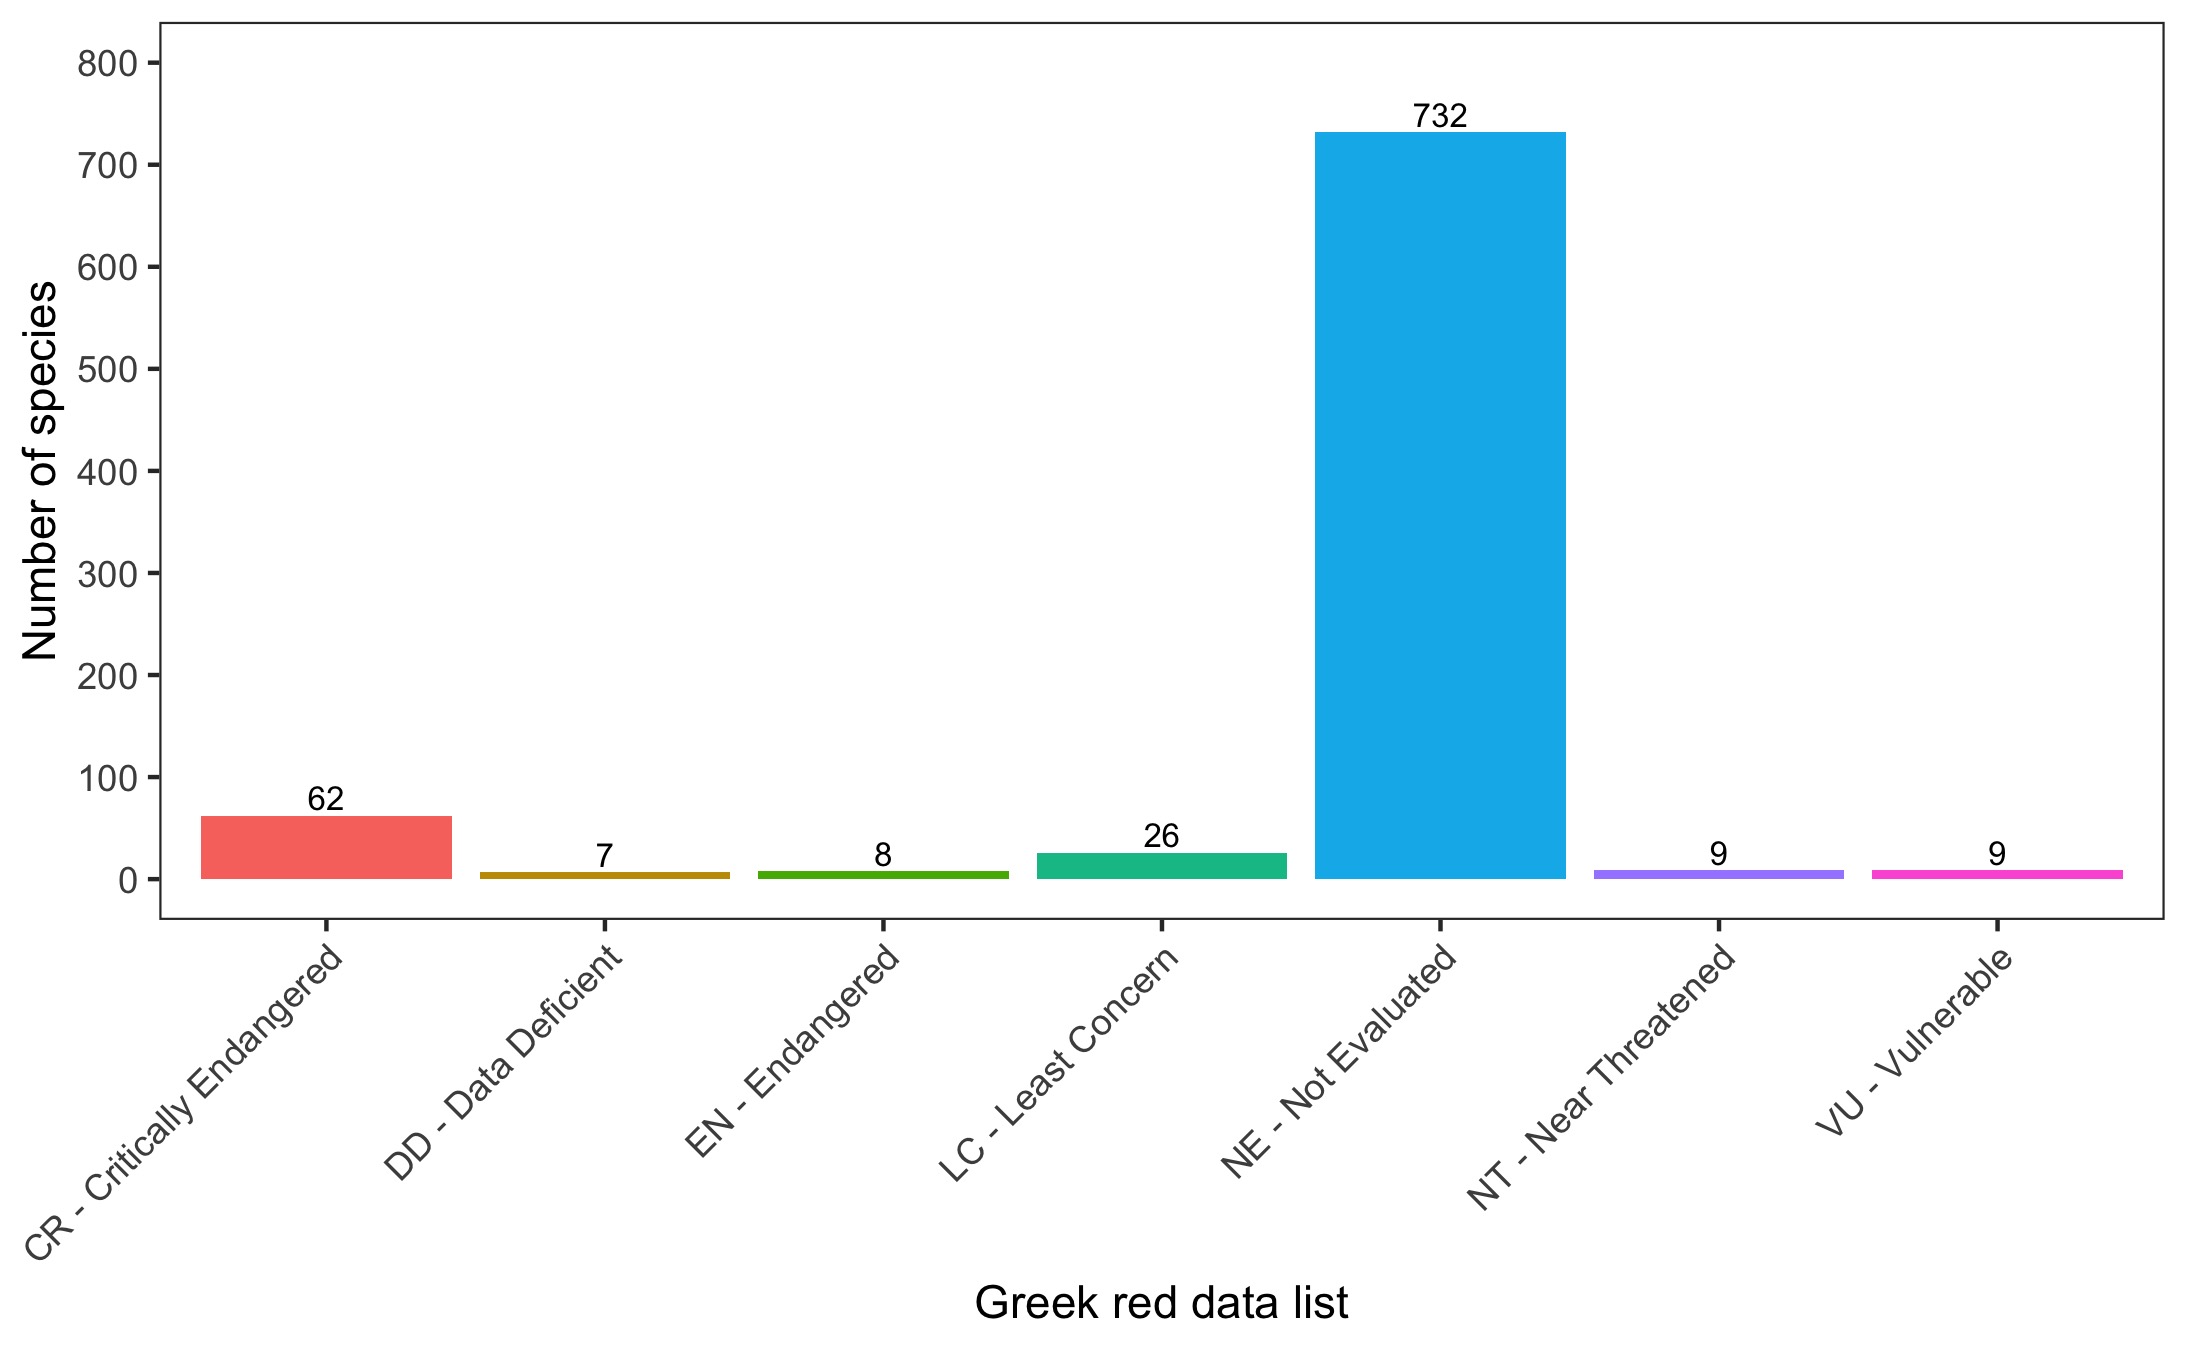 Number of species
800
700
600
500
400
300
200
100
0
62
7
8
26
732
9
9
CR - Critically Endangered
DD - Data Deficient
EN - Endangered
LC - Least Concern
NE - Not Evaluated
NT - Near Threatened
VU - Vulnerable
Greek red data list